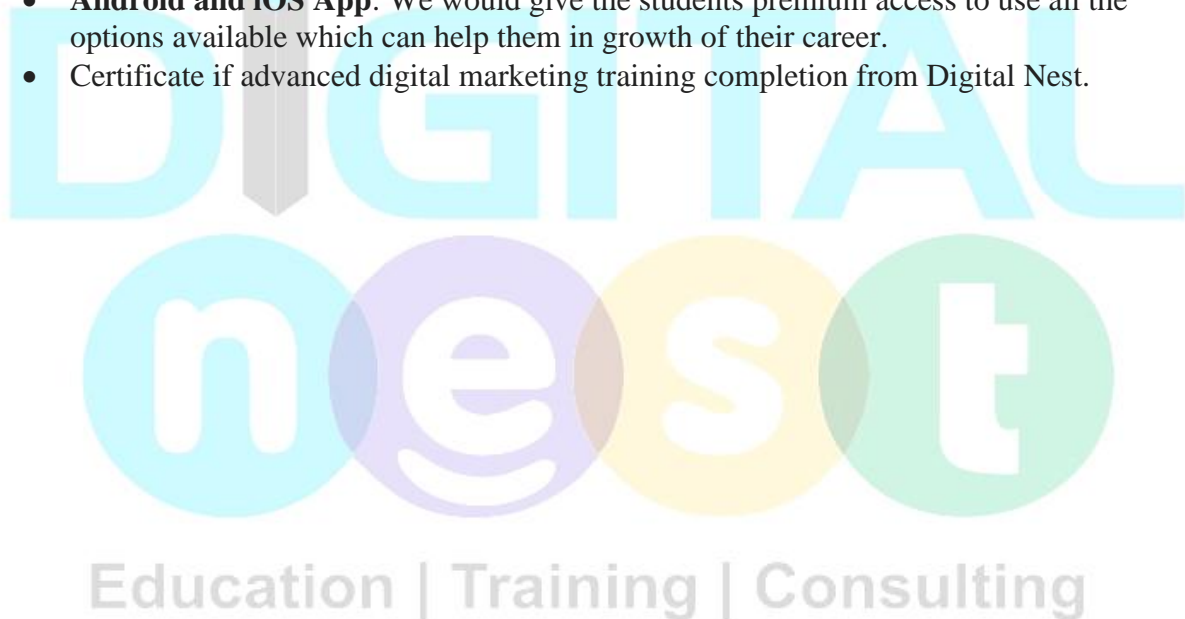 • Android and iOS App. We would give the students premium access to use all the
options available which can help them in growth of their career.
• Certificate if advanced digital marketing training completion from Digital Nest.
DIGITAL
nest
Education | Training | Consulting